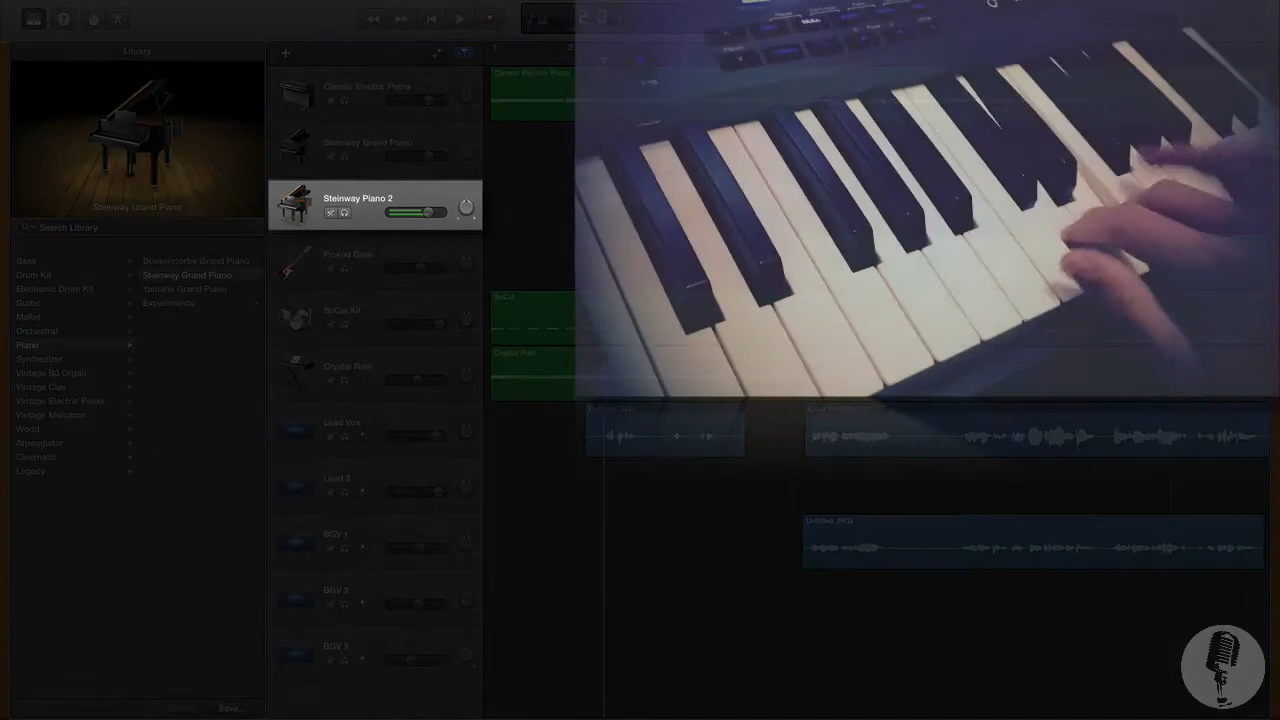 Library
Steinway Grand Piano
Search Library
Bass
Drum Kit
Electronic Drum Kit
Guitar
Mallet
Orchestral
Piano
Synthesizer
Vintage B3 Organ
Vintage Clav
Vintage Electric Piano
Vintage Mellotron
World
Arpeggiator
Cinematic
Legacy
Boesendorfer Grand Piano
Steinway Grand Piano
Yamaha Grand Piano
Experimental
Save...
Classic Electric Piano
Steinway Grand Piano
Steinway Piano 2
Picked Bass
SoCal Kit
Crystal Rain
Lead Vox
Lead 2
BGV 1
BGV 2
BGV 3
1
2
Classic Electric Piano
SoCal
Crystal Rain